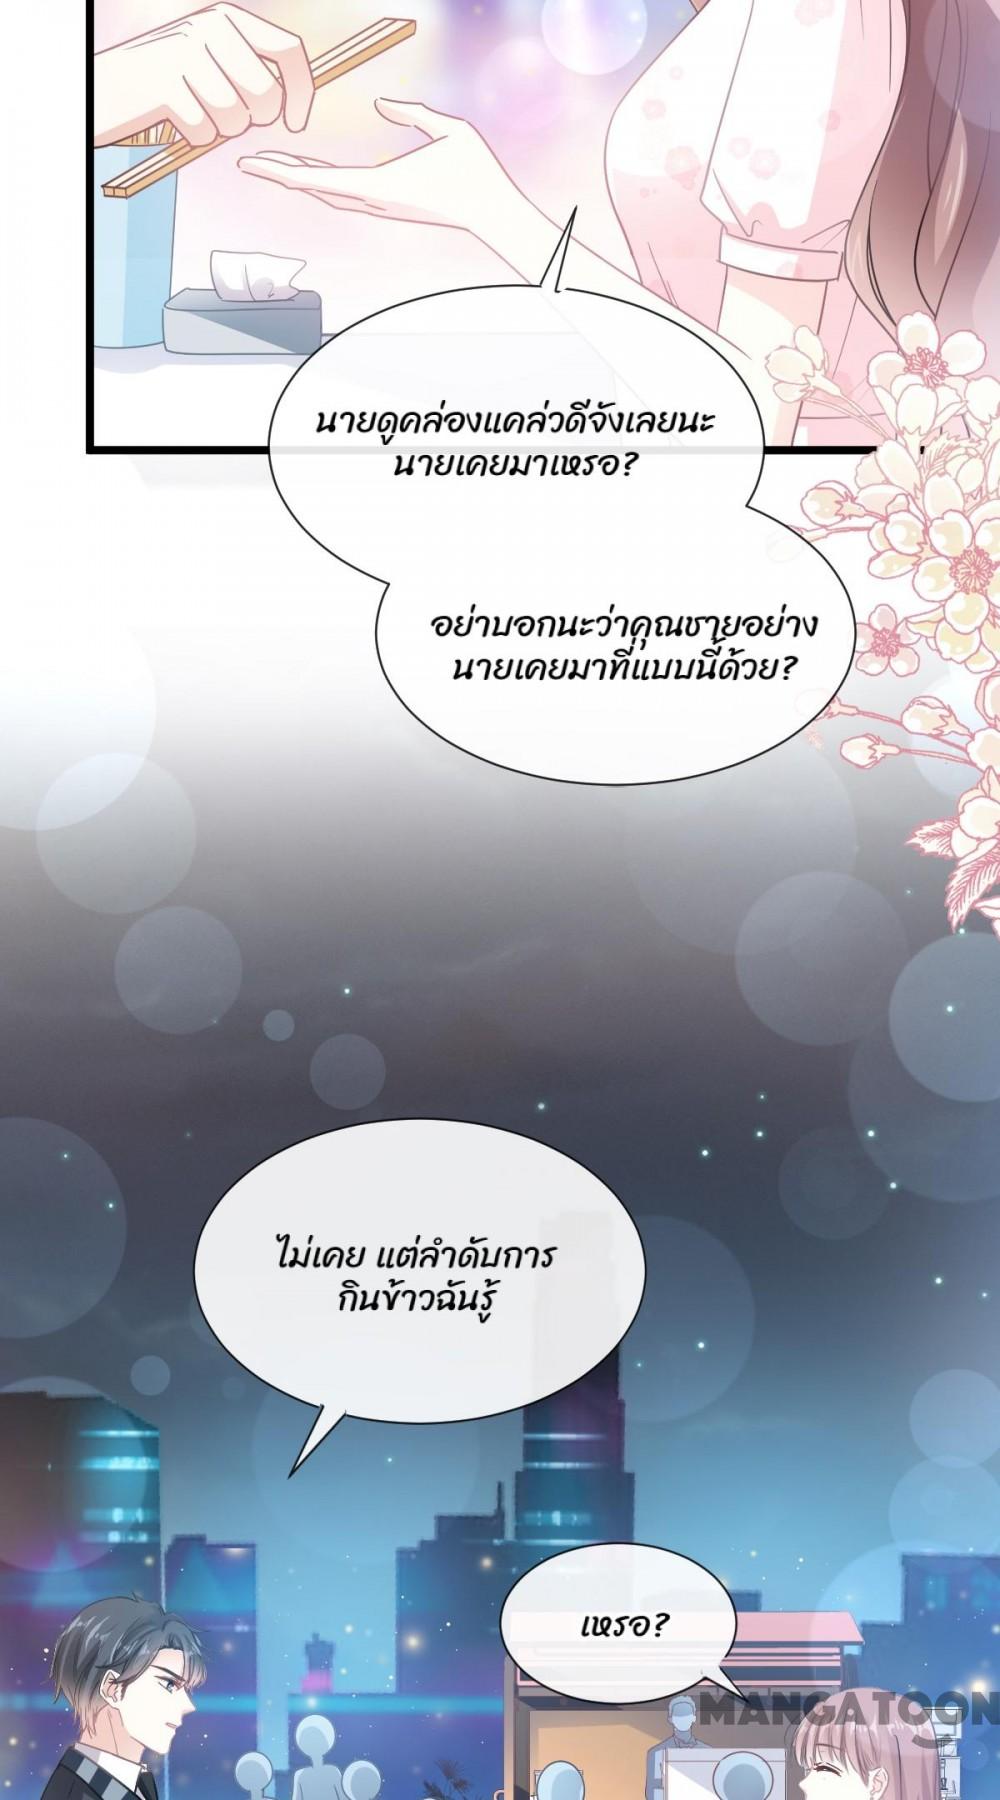 นายดูคล่องแคล่วดีจังเลยนะ
นายเคยมาเหรอ?
อย่าบอกนะว่าคุณชายอย่าง
นายเคยมาที่แบบนี้ด้วย?
ไม่เคย แต่ลำดับการ
กินข้าวฉันรู้
เหรอ?
MANGATOON